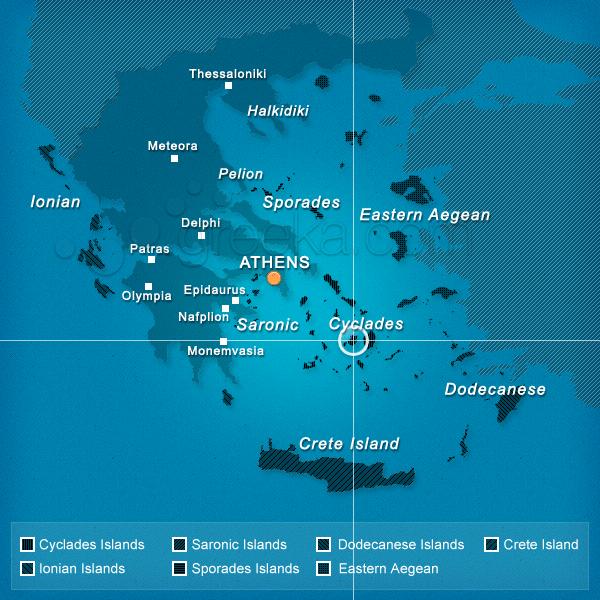 Thessaloniki
Halkidiki
Meteora
Pelion
Ionian
Sporades
Eastern Aegean
Delphi
greeka.com
Patras
ATHENS
Olympia
Epidaurus
Nafplion
Saronic
Cyclades
Monemvasia
Dodecanese
Crete Island
Cyclades Islands
Saronic Islands
Dodecanese Islands
Crete Island
Ionian Islands
Sporades Islands
Eastern Aegean